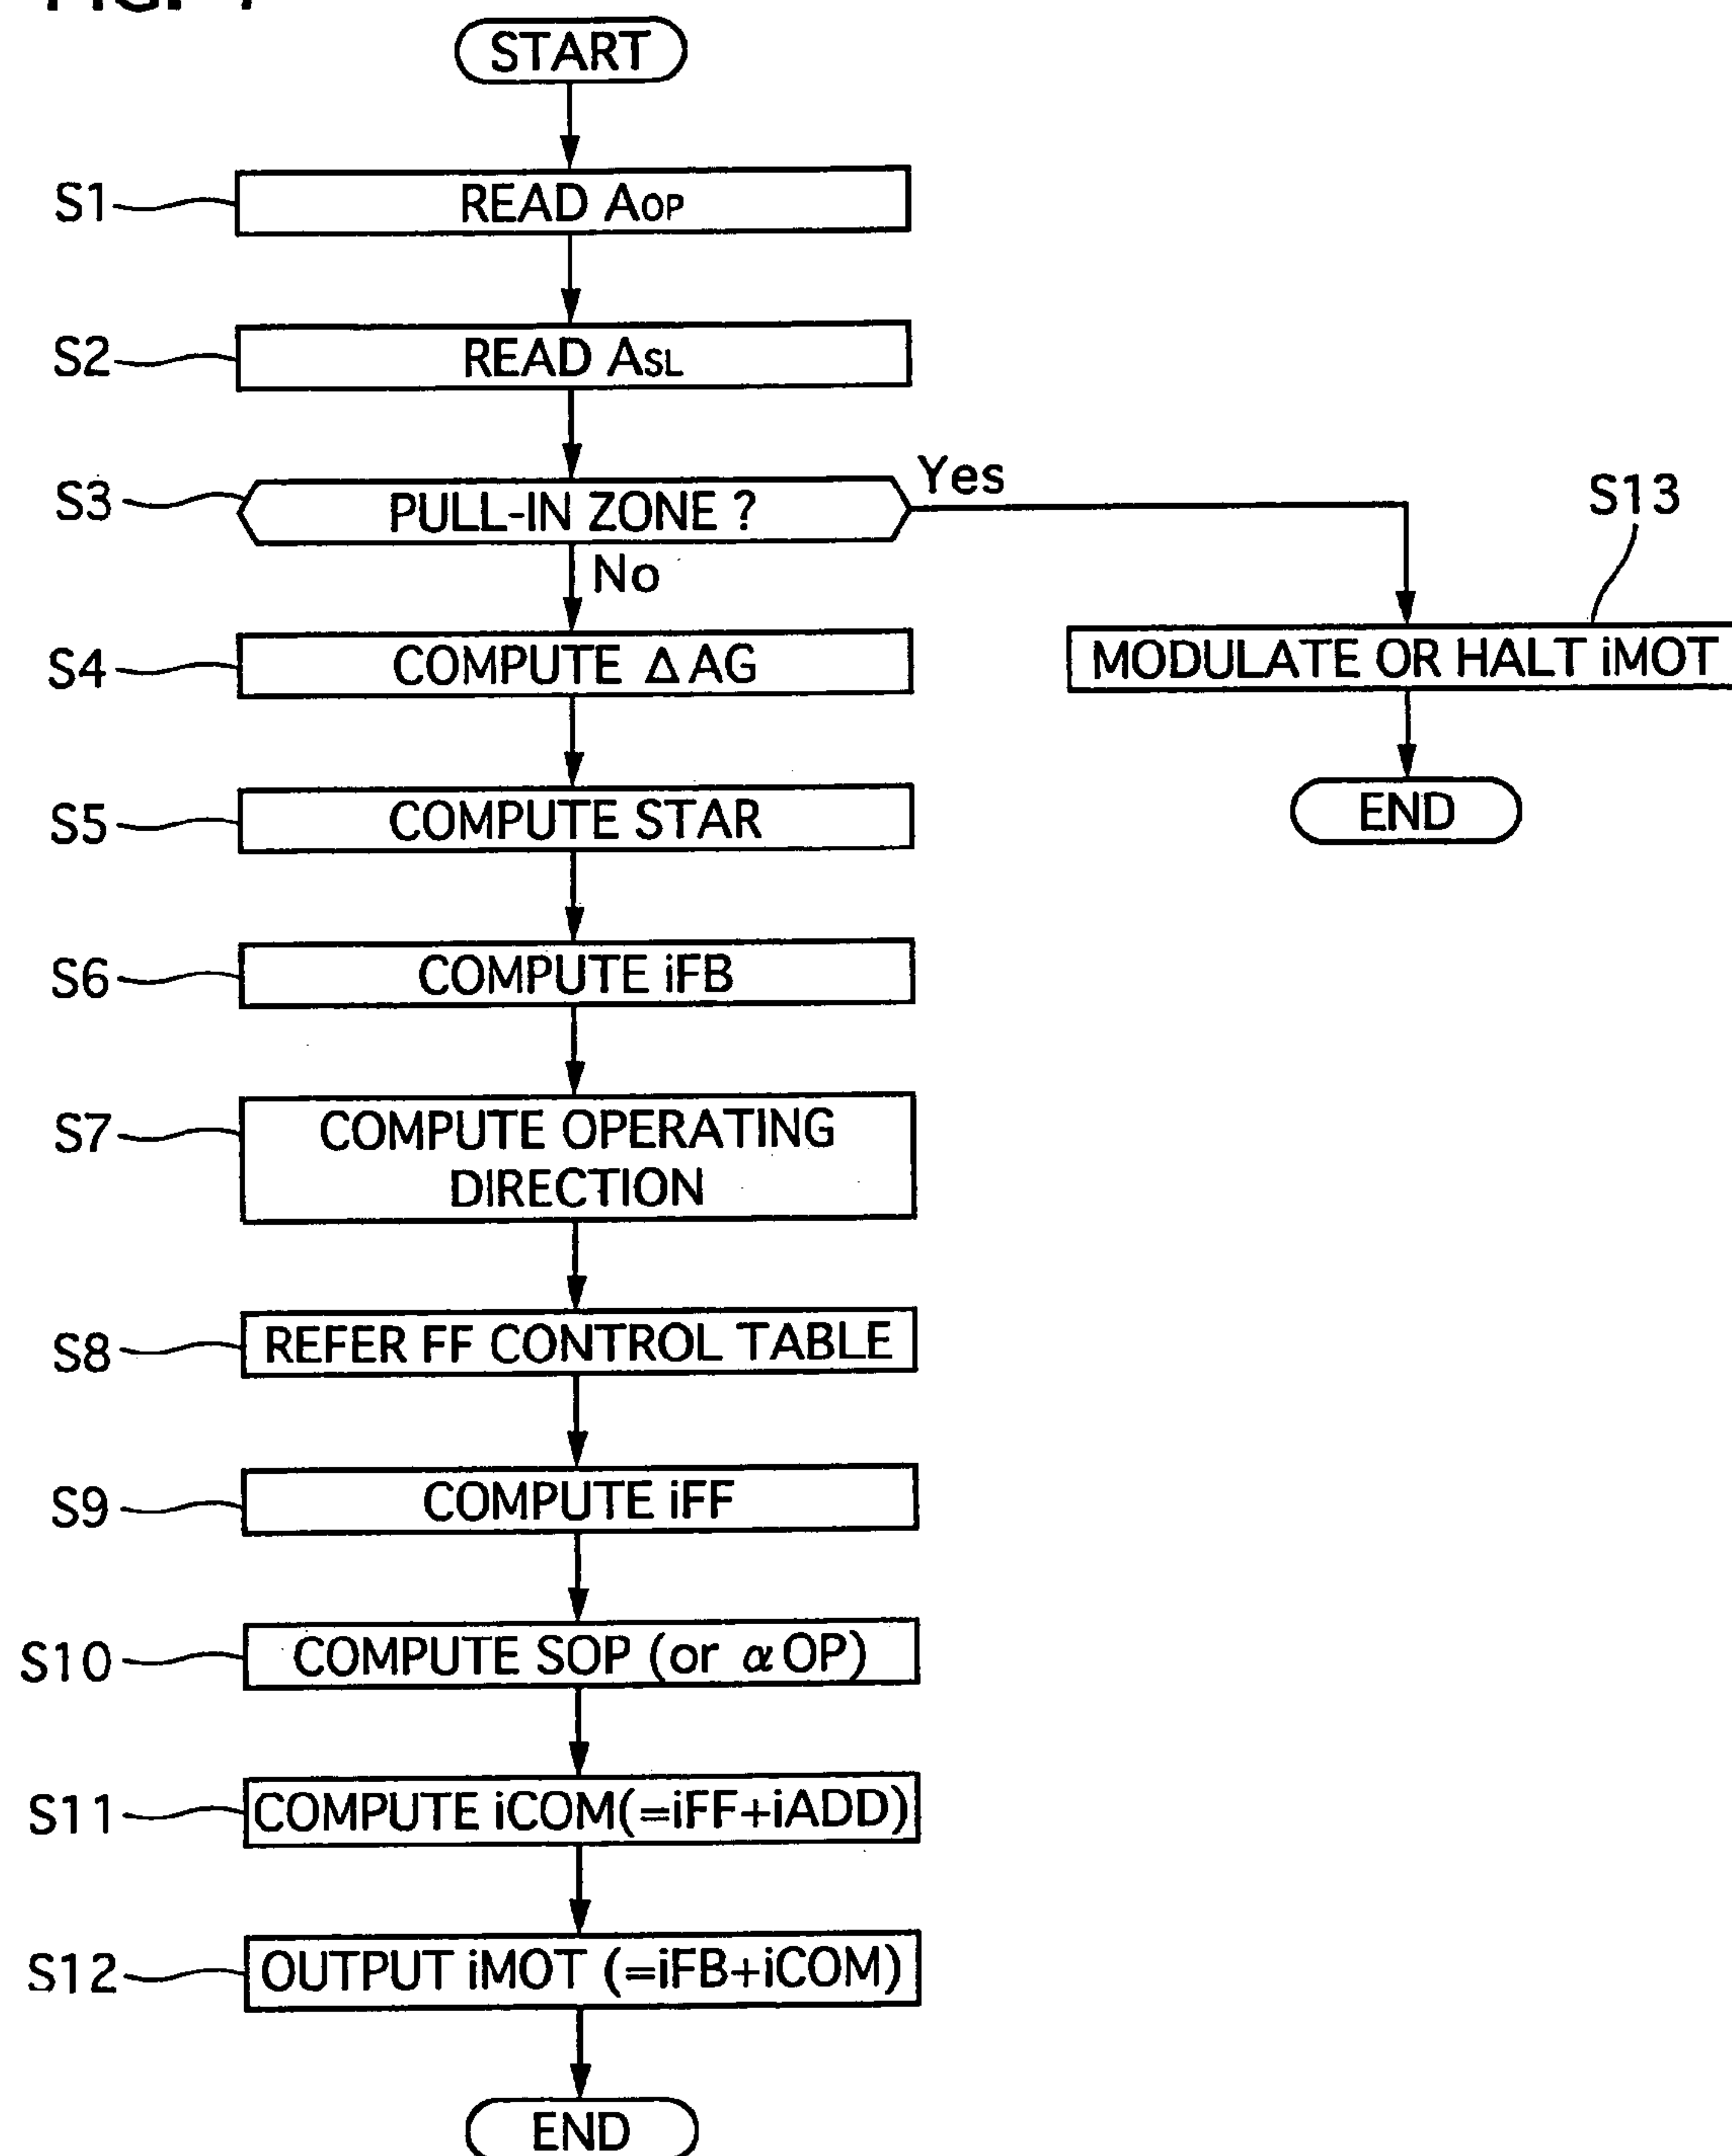 START
S1
READ AOP
S2
READ ASL
S3
PULL-IN ZONE ?
Yes
No
S13
MODULATE OR HALT iMOT
END
S4
COMPUTE Δ AG
S5
COMPUTE STAR
S6
COMPUTE iFB
S7
COMPUTE OPERATING
DIRECTION
S8
REFER FF CONTROL TABLE
S9
COMPUTE iFF
S10
COMPUTE SOP (or α OP)
S11
COMPUTE iCOM(=iFF+iADD)
S12
OUTPUT iMOT (=iFB+iCOM)
END